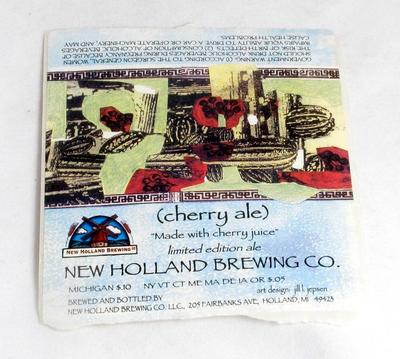 GOVERNMENT WARNING: (1) ACCORDING TO THE SURGEON GENERAL, WOMEN
SHOULD NOT DRINK ALCOHOLIC BEVERAGES DURING PREGNANCY BECAUSE OF
THE RISK OF BIRTH DEFECTS. (2) CONSUMPTION OF ALCOHOLIC BEVERAGES
IMPAIRS YOUR ABILITY TO DRIVE A CAR OR OPERATE MACHINERY, AND MAY
CAUSE HEALTH PROBLEMS.
(cherry ale)
"Made with cherry juice"
limited edition ale
NEW HOLLAND BREWING
NEW HOLLAND BREWING CO.
MICHIGAN $.10 NY VT CT ME MA DE IA OR $.05
art design: jill l. jepsen
BREWED AND BOTTLED BY
NEW HOLLAND BREWING CO. LLC., 205 FAIRBANKS AVE., HOLLAND, MI 49423